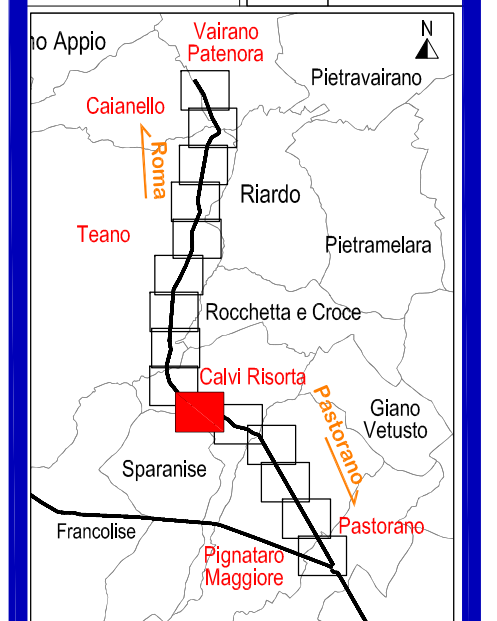 Vairano
Patenora
N
no Appio
Pietravairano
Caianello
Roma
Riardo
Teano
Pietramelara
Rocchetta e Croce
Calvi Risorta
Pastorano
Giano
Vetusto
Sparanise
Francolise
Pastorano
Pignataro
Maggiore